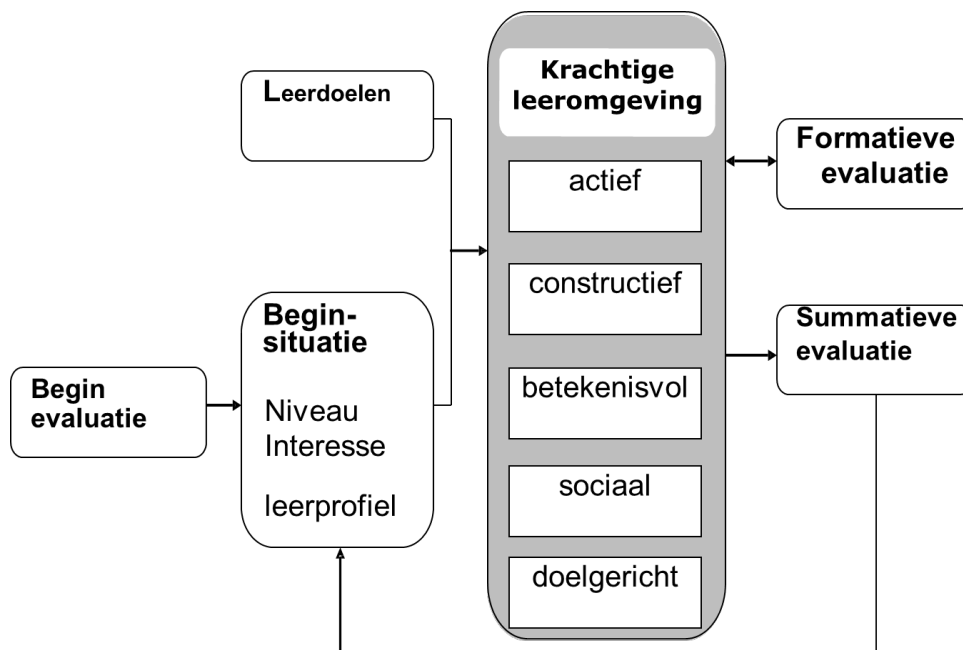 Leerdoelen
Begin
evaluatie
Begin-
situatie
Niveau
Interesse
leerprofiel
Krachtige
leeromgeving
actief
constructief
betekenisvol
sociaal
doelgericht
Formatieve
evaluatie
Summatieve
evaluatie